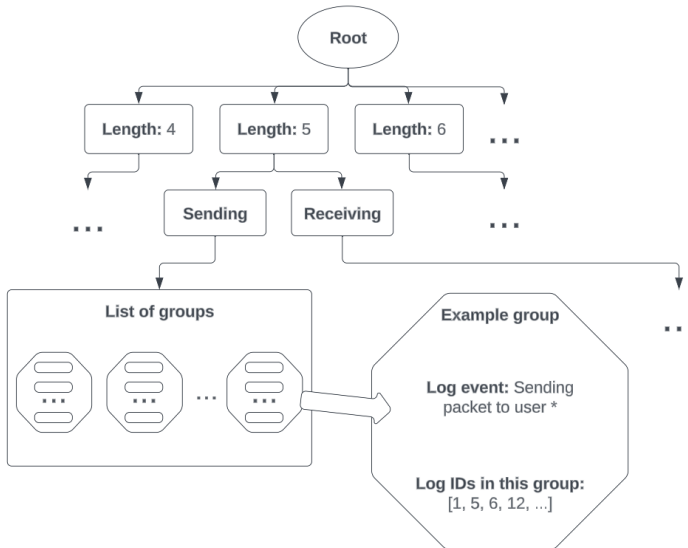 Root
Length: 4
Length: 5
Length: 6
...
...
Sending
Receiving
...
List of groups
...
...
...
...
Example group
Log event: Sending
packet to user *
Log IDs in this group:
[1, 5, 6, 12, ...]
..